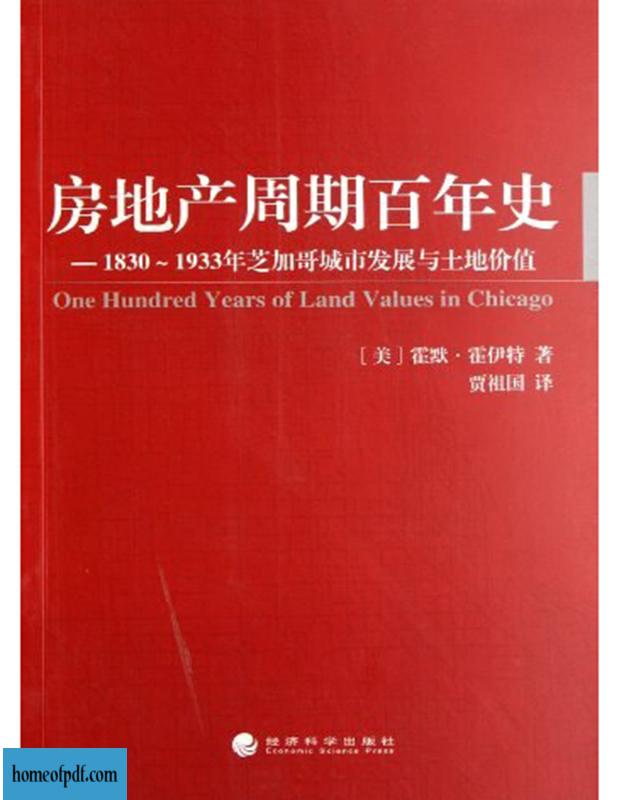 房地产周期百年史
—1830~1933年芝加哥城市发展与土地价值
One Hundred Years of Land Values in Chicago
［美］霍默·霍伊特 著
贾祖国 译
经济科学出版社
Economic Science Press
homeofpdf.com